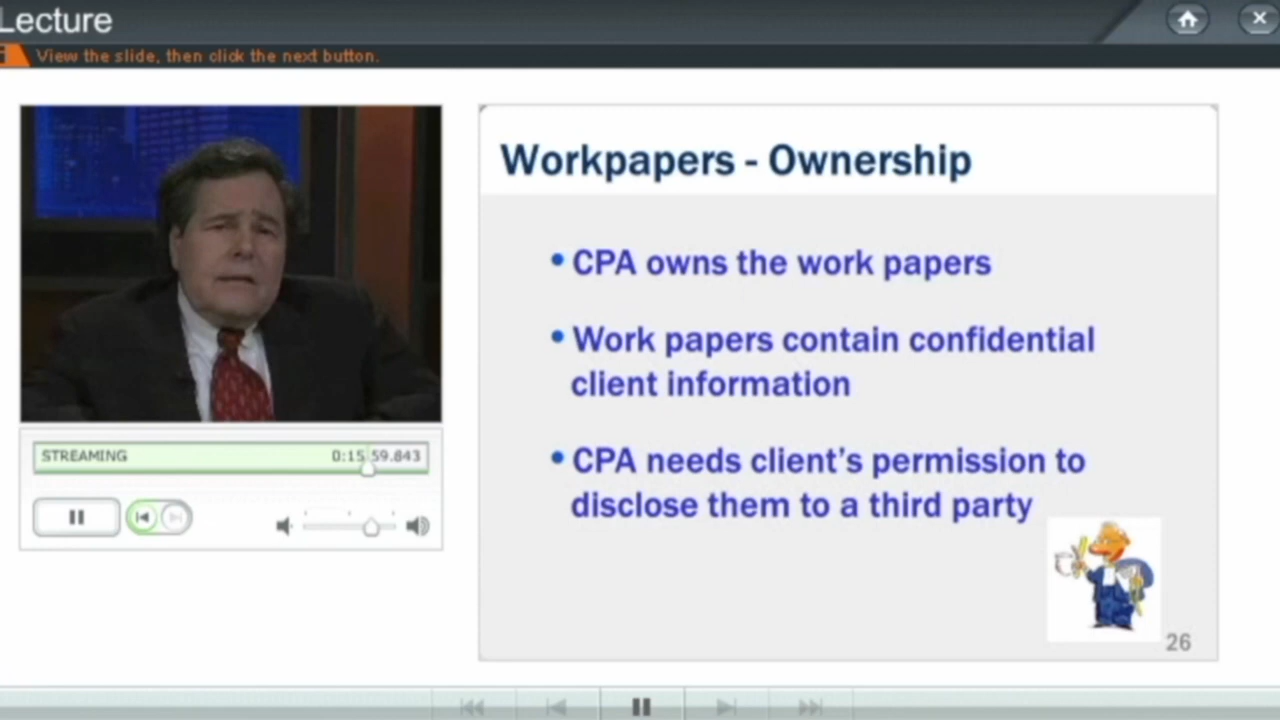 Lecture
View the slide, then click the next button.
Workpapers - Ownership
• CPA owns the work papers
• Work papers contain confidential
client information
• CPA needs client's permission to
disclose them to a third party
STREAMING 0:15:59.843
26